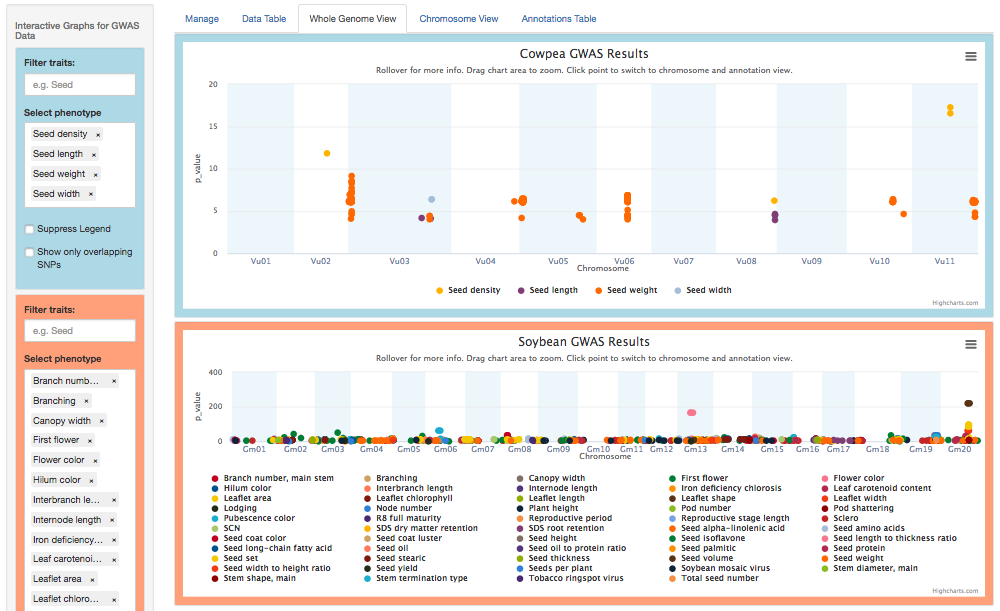 Interactive Graphs for GWAS
Data
Filter traits:
e.g. Seed
Select phenotype
Seed density ×
Seed length ×
Seed weight ×
Seed width ×
Suppress Legend
Show only overlapping
SNPs
Filter traits:
e.g. Seed
Select phenotype
Branch numb... ×
Branching ×
Canopy width ×
First flower ×
Flower color ×
Hilum color ×
Interbranch le... ×
Internode length ×
Iron deficiency... ×
Leaf carotenoi... ×
Leaflet area ×
Leaflet chloro... ×
Manage Data Table Whole Genome View Chromosome View Annotations Table
Cowpea GWAS Results
Rollover for more info. Drag chart area to zoom. Click point to switch to chromosome and annotation view.
p_value
20
15
10
5
0
Vu01 Vu02 Vu03 Vu04 Vu05 Vu06 Vu07 Vu08 Vu09 Vu10 Vu11
Chromosome
Seed density Seed length Seed weight Seed width
Highcharts.com
Soybean GWAS Results
Rollover for more info. Drag chart area to zoom. Click point to switch to chromosome and annotation view.
p_value
400
200
0
Gm01 Gm02 Gm03 Gm04 Gm05 Gm06 Gm07 Gm08 Gm09 Gm10 Gm11 Gm12 Gm13 Gm14 Gm15 Gm16 Gm17 Gm18 Gm19 Gm20
Chromosome
Branch number, main stem Branching Canopy width First flower Flower color
Hilum color Interbranch length Internode length Iron deficiency chlorosis Leaf carotenoid content
Leaflet area Leaflet chlorophyll Leaflet length Leaflet shape Leaflet width
Lodging Node number Plant height Pod number Pod shattering
Pubescence color R8 full maturity Reproductive period Reproductive stage length Sclero
SCN SDS dry matter retention SDS root retention Seed alpha-linolenic acid Seed amino acids
Seed coat color Seed coat luster Seed height Seed isoflavone Seed length to thickness ratio
Seed long-chain fatty acid Seed oil Seed oil to protein ratio Seed palmitic Seed protein
Seed set Seed stearic Seed thickness Seed volume Seed weight
Seed width to height ratio Seed yield Seeds per plant Soybean mosaic virus Stem diameter, main
Stem shape, main Stem termination type Tobacco ringspot virus Total seed number
Highcharts.com